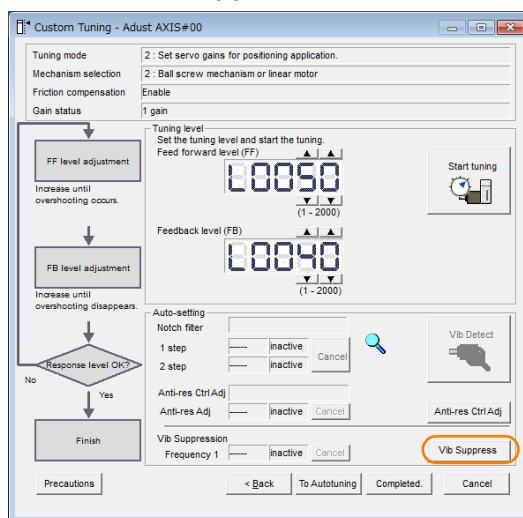 Custom Tuning - Adust AXIS#00
Tuning mode
2 : Set servo gains for positioning application.
Mechanism selection
2 : Ball screw mechanism or linear motor
Friction compensation
Enable
Gain status
1 gain
FF level adjustment
Increase until
overshooting occurs.
FB level adjustment
Increase until
overshooting disappears.
Response level OK?
No
Yes
Finish
Tuning level
Set the tuning level and start the tuning.
Feed forward level (FF)
L0050
(1 - 2000)
Feedback level (FB)
L0040
(1 - 2000)
Start tuning
Auto-setting
Notch filter
1 step
-----
inactive
2 step
-----
inactive
Cancel
Vib Detect
Anti-res Ctrl Adj
Anti-res Adj
-----
inactive
Cancel
Anti-res Ctrl Adj
Vib Suppression
Frequency 1
-----
inactive
Cancel
Vib Suppress
Precautions
< Back
To Autotuning
Completed.
Cancel